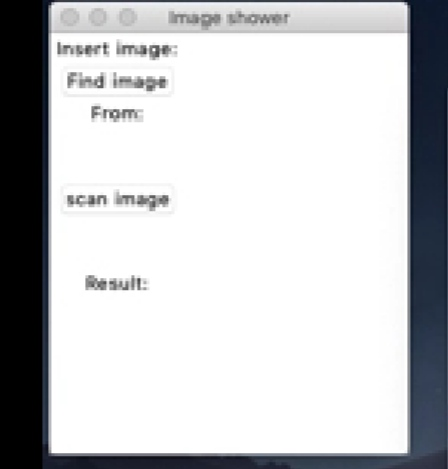 Image shower
Insert image:
Find image
From:
scan image
Result: